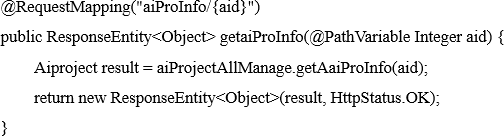 @RequestMapping("aiProInfo/{aid}")
public ResponseEntity<Object> getaiProInfo(@PathVariable Integer aid) {
    Aiproject result = aiProjectAllManage.getAaiProInfo(aid);
    return new ResponseEntity<Object>(result, HttpStatus.OK);
}